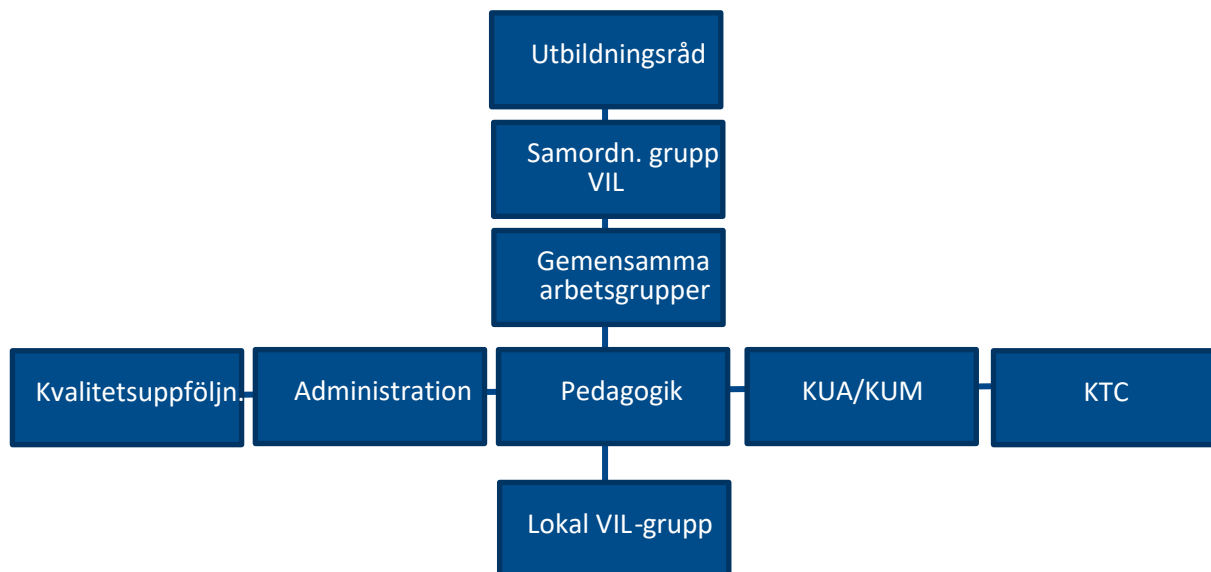 Utbildningsråd
Samordn. grupp
VIL
Gemensamma
arbetsgrupper
Kvalitetsuppföljn.
Administration
Pedagogik
KUA/KUM
KTC
Lokal VIL-grupp